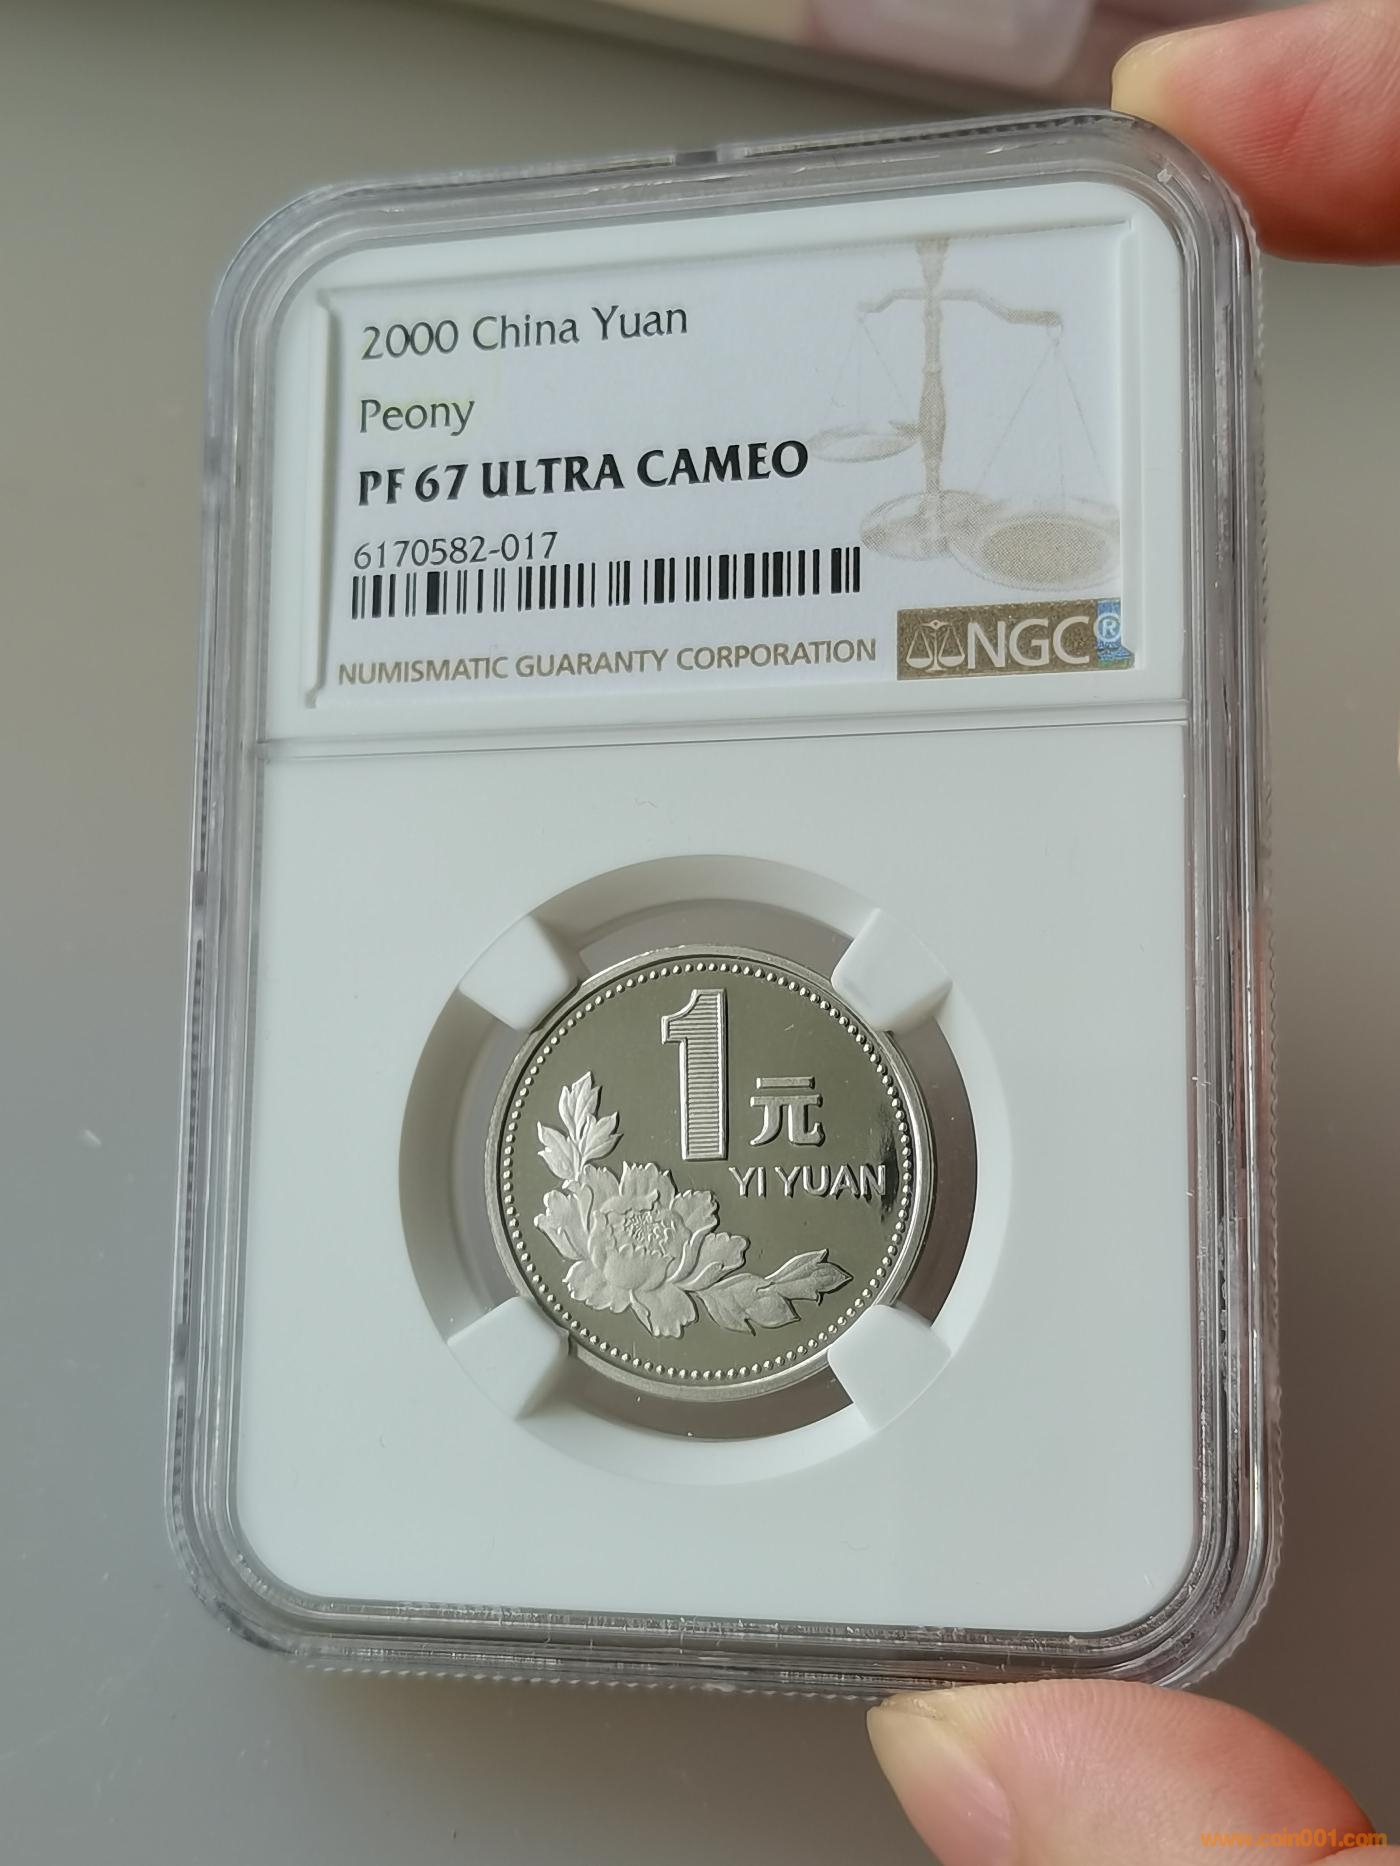 2000 China Yuan
Peony
PF 67 ULTRA CAMEO
6170582-017
NUMISMATIC GUARANTY CORPORATION
NGC®
1元
YI YUAN
www.coin001.com